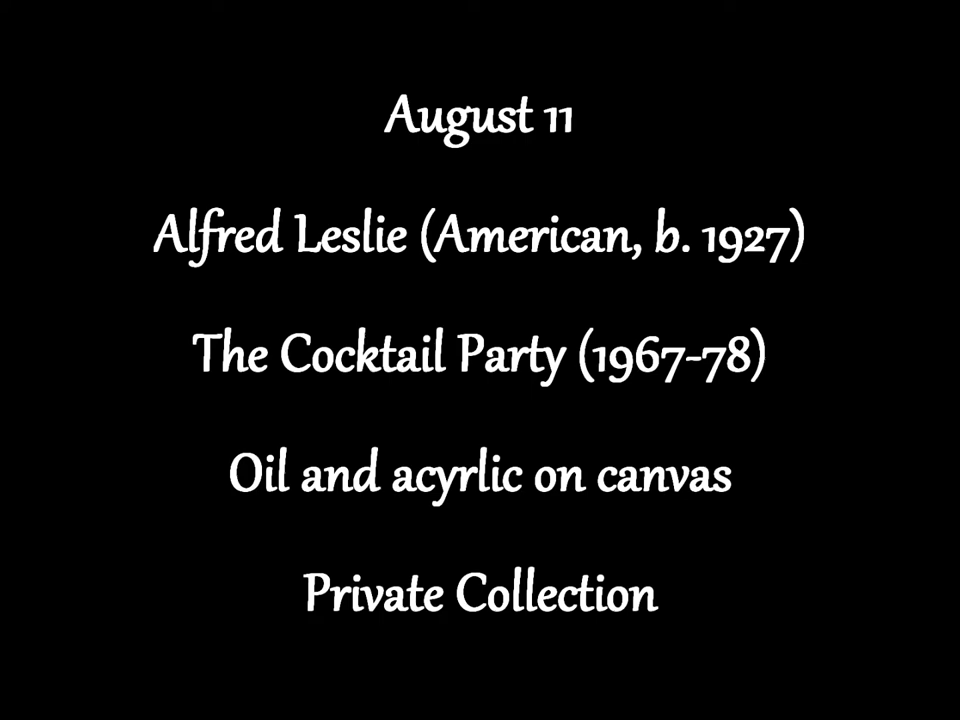 August 11
Alfred Leslie (American, b. 1927)
The Cocktail Party (1967-78)
Oil and acyrlic on canvas
Private Collection